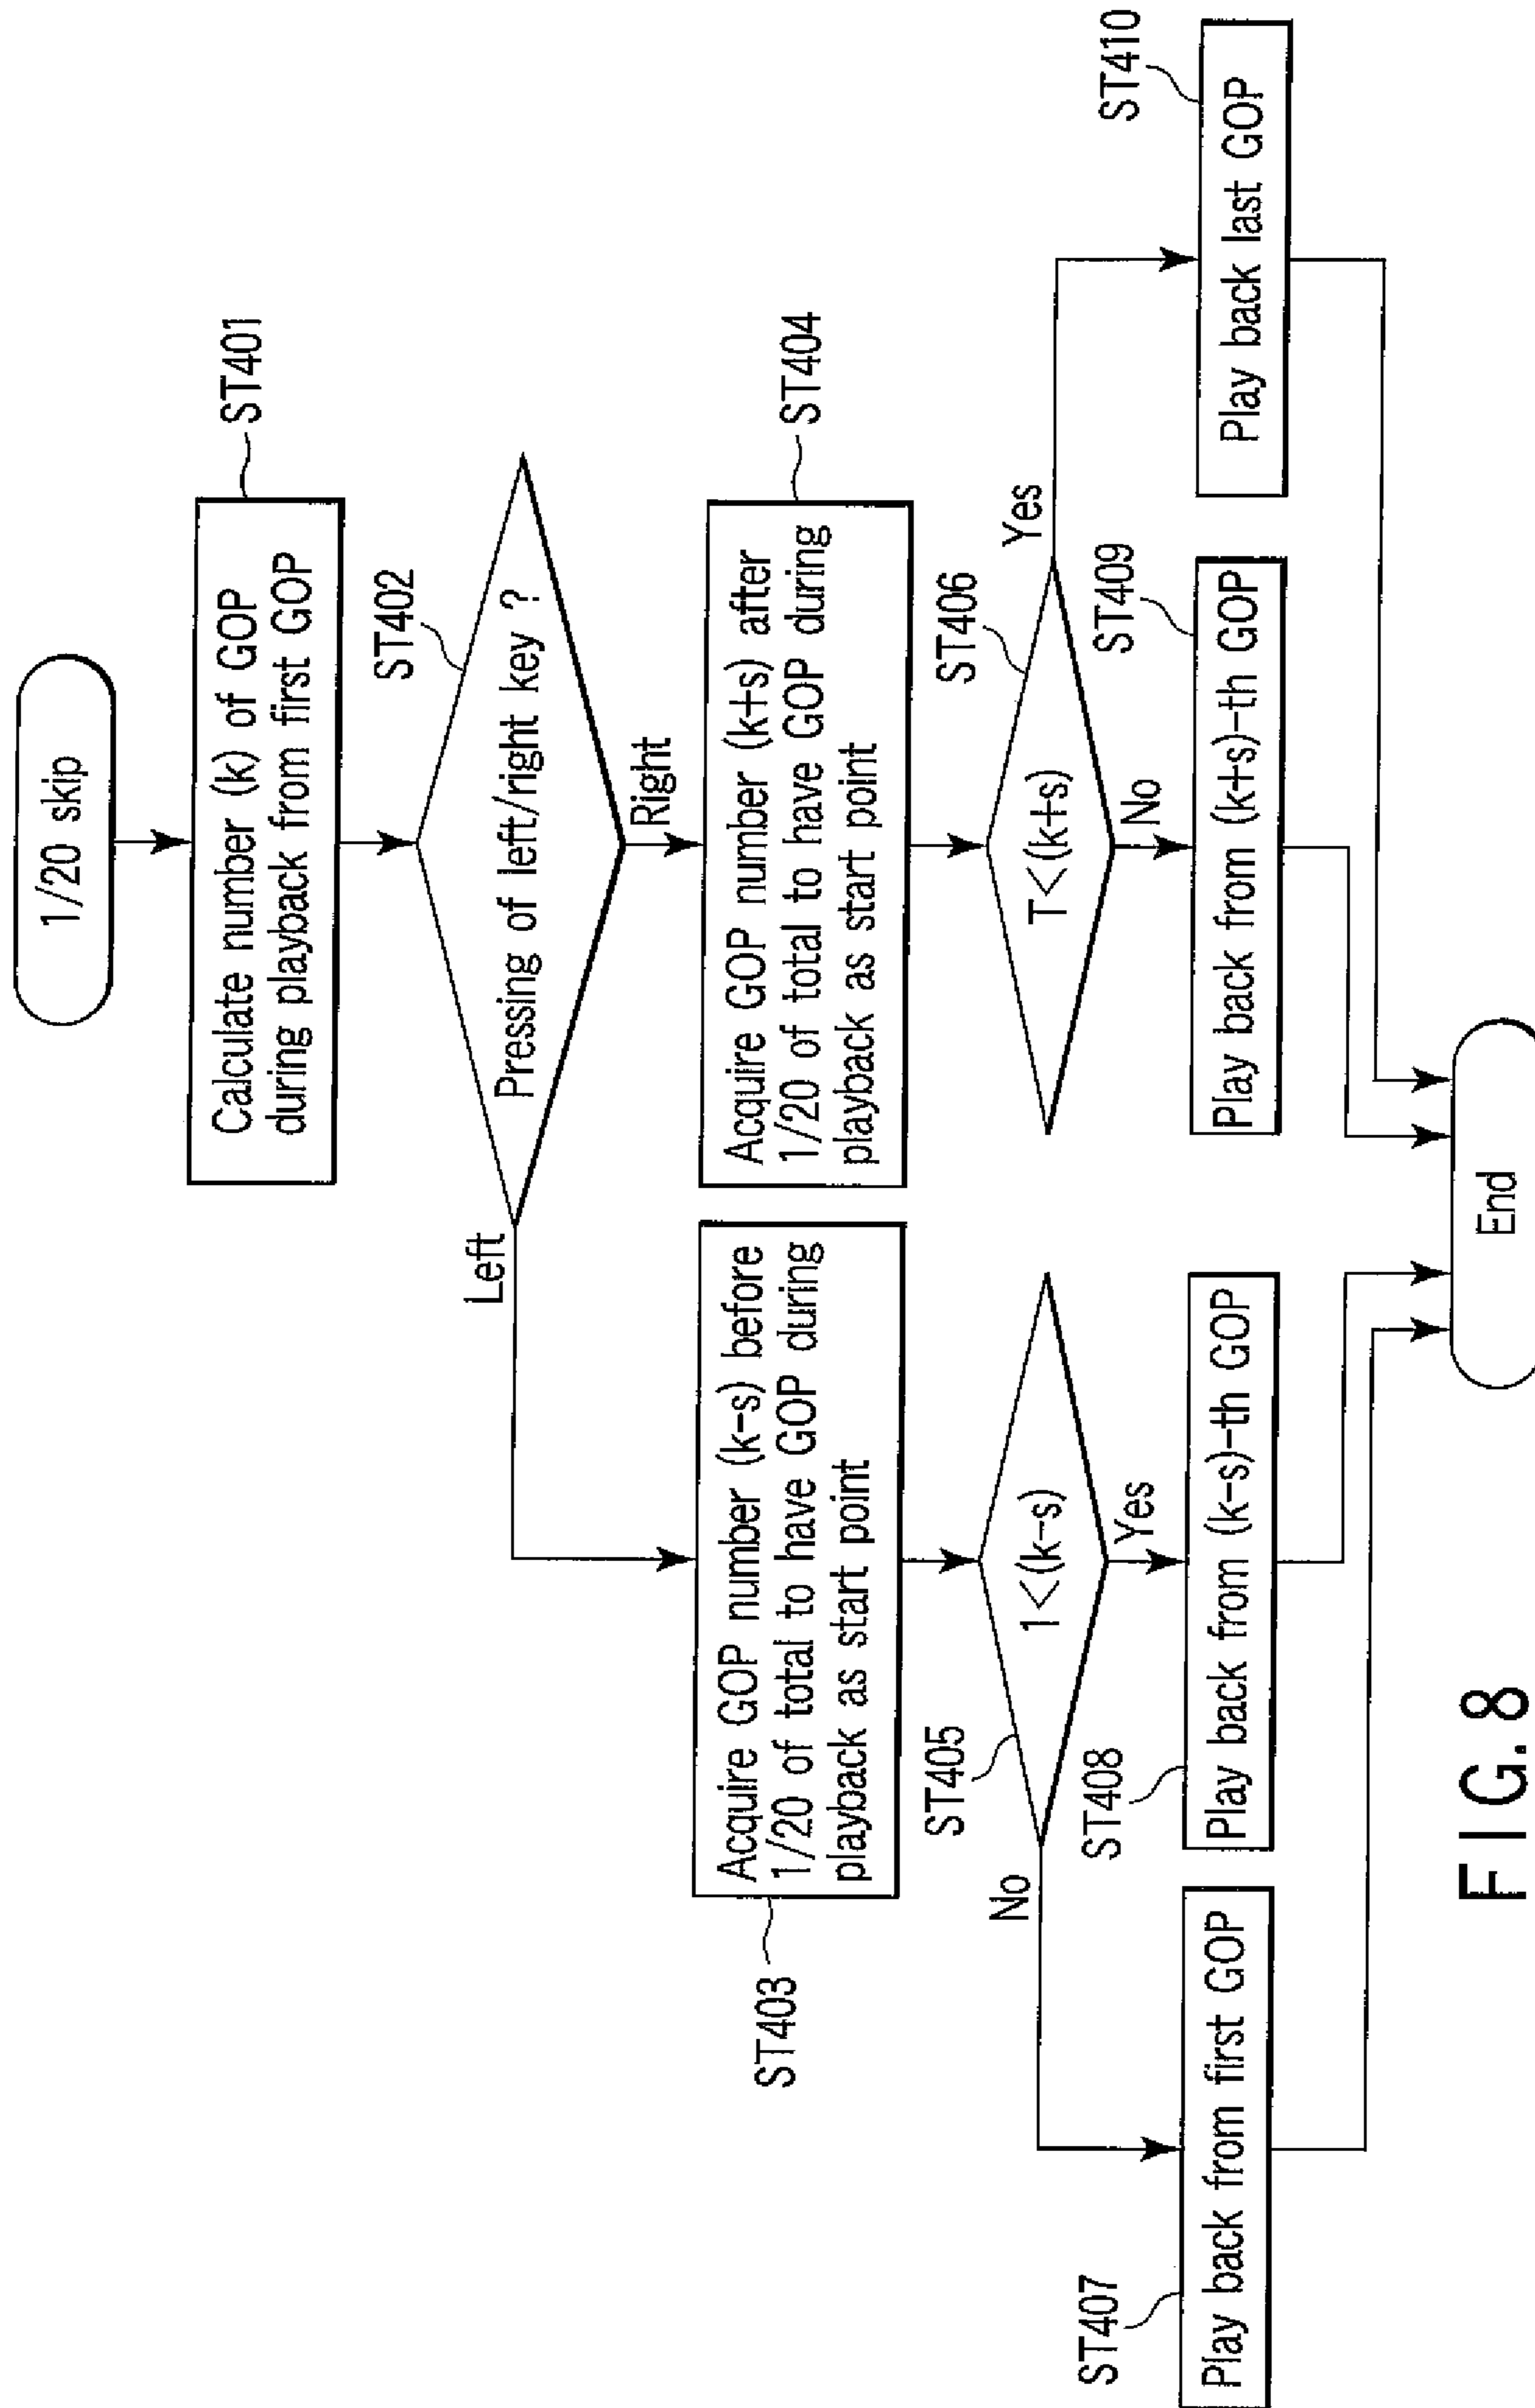 1/20 skip
ST401
Calculate number (k) of GOP
during playback from first GOP
ST402
Pressing of left/right key ?
Left
Right
ST403
Acquire GOP number (k-s) before
1/20 of total to have GOP during
playback as start point
ST404
Acquire GOP number (k+s) after
1/20 of total to have GOP during
playback as start point
ST405
1<(k-s)
No
Yes
ST406
T<(k+s)
No
Yes
ST407
Play back from first GOP
ST408
Play back from (k-s)-th GOP
ST409
Play back from (k+s)-th GOP
ST410
Play back last GOP
End
FIG.8